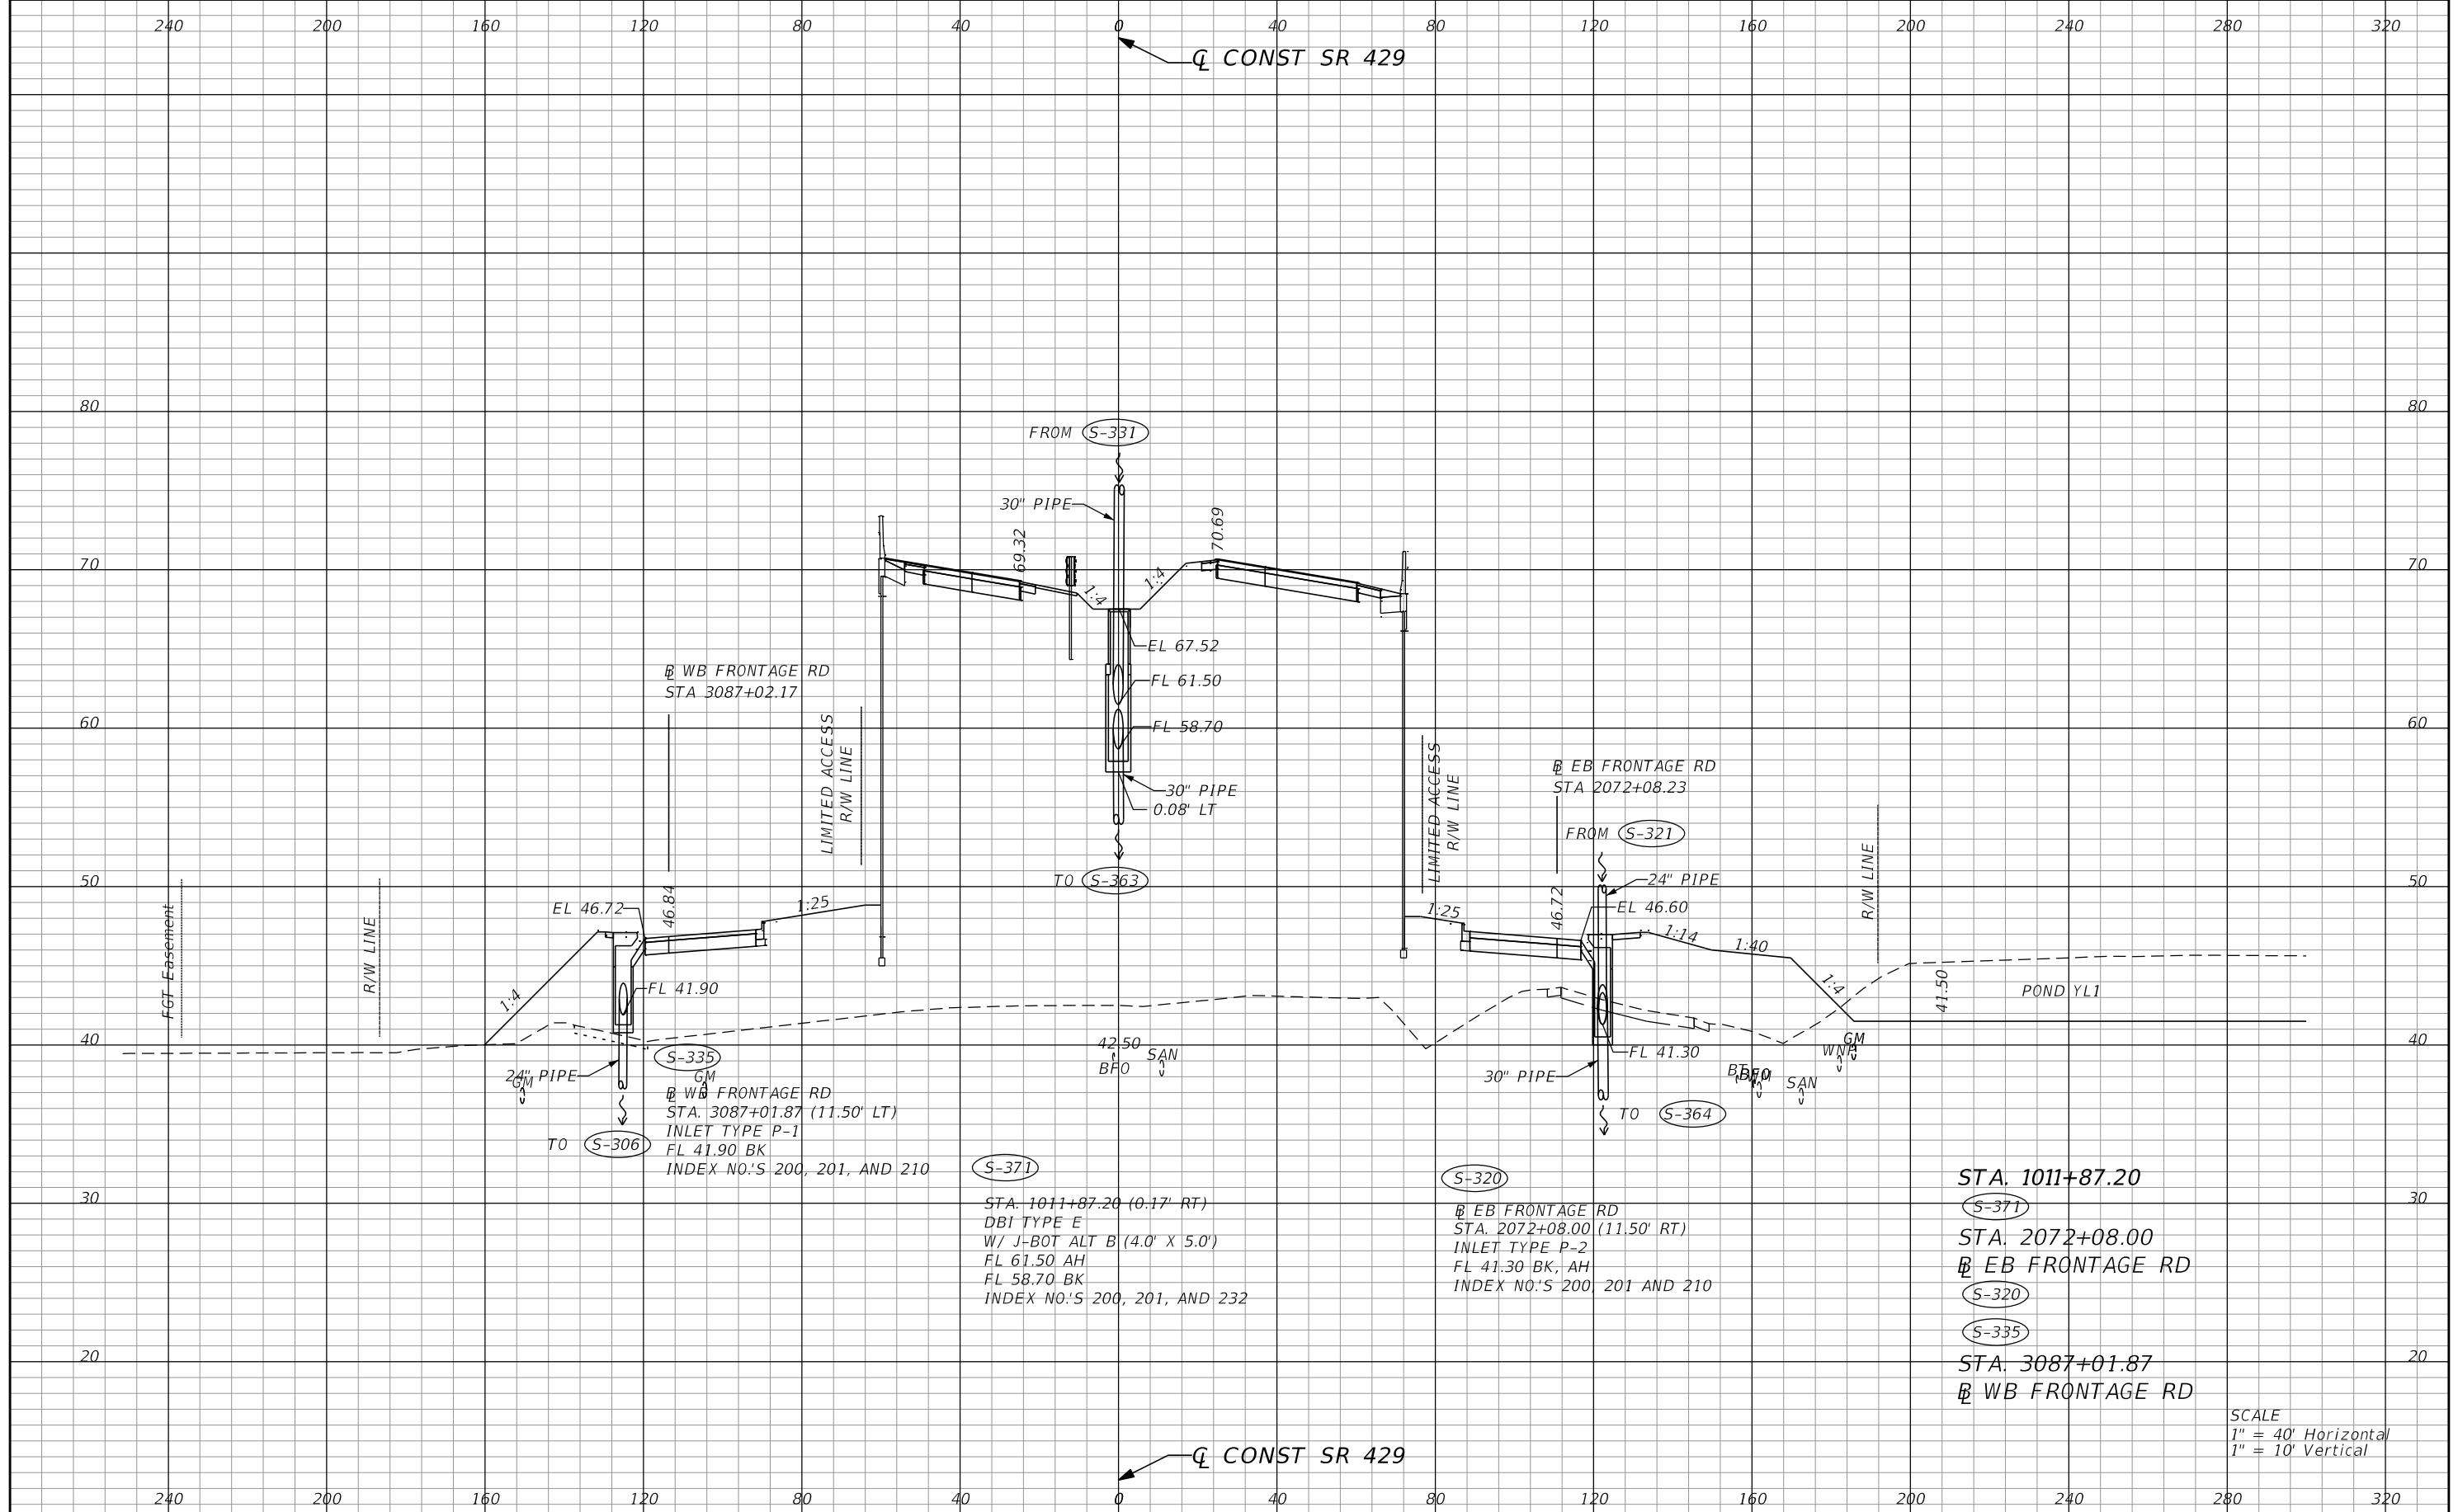 240 200 160 120 80 40 0 40 80 120 160 200 240 280 320
℄ CONST SR 429
80 80
FROM S-331
30" PIPE
69.32
70.69
70 70
1:4
1:4
EL 67.52
FL 61.50
FL 58.70
30" PIPE
0.08' LT
TO S-363
60 60
℄ WB FRONTAGE RD
STA 3087+02.17
LIMITED ACCESS
R/W LINE
LIMITED ACCESS
R/W LINE
B̲L EB FRONTAGE RD
STA 2072+08.23
FROM S-321
24" PIPE
EL 46.60
46.72
R/W LINE
50 50
FGT Easement
R/W LINE
EL 46.72
46.84
1:25
1:25
1:14
1:40
1:4
1:4
FL 41.90
41.50
POND YL1
40 40
42.50
BFO
SAN
FL 41.30
30" PIPE
TO S-364
GM
SAN
24" PIPE
GM
TO S-306
S-335
GM
BL WB FRONTAGE RD
STA. 3087+01.87 (11.50' LT)
INLET TYPE P-1
FL 41.90 BK
INDEX NO.'S 200, 201, AND 210
S-371
STA. 1011+87.20 (0.17' RT)
DBI TYPE E
W/ J-BOT ALT B (4.0' X 5.0')
FL 61.50 AH
FL 58.70 BK
INDEX NO.'S 200, 201, AND 232
S-320
BL EB FRONTAGE RD
STA. 2072+08.00 (11.50' RT)
INLET TYPE P-2
FL 41.30 BK, AH
INDEX NO.'S 200, 201 AND 210
30 30
STA. 1011+87.20
S-371
STA. 2072+08.00
BL EB FRONTAGE RD
S-320
S-335
20 20
STA. 3087+01.87
BL WB FRONTAGE RD
SCALE
1" = 40' Horizontal
1" = 10' Vertical
℄ CONST SR 429
240 200 160 120 80 40 0 40 80 120 160 200 240 280 320